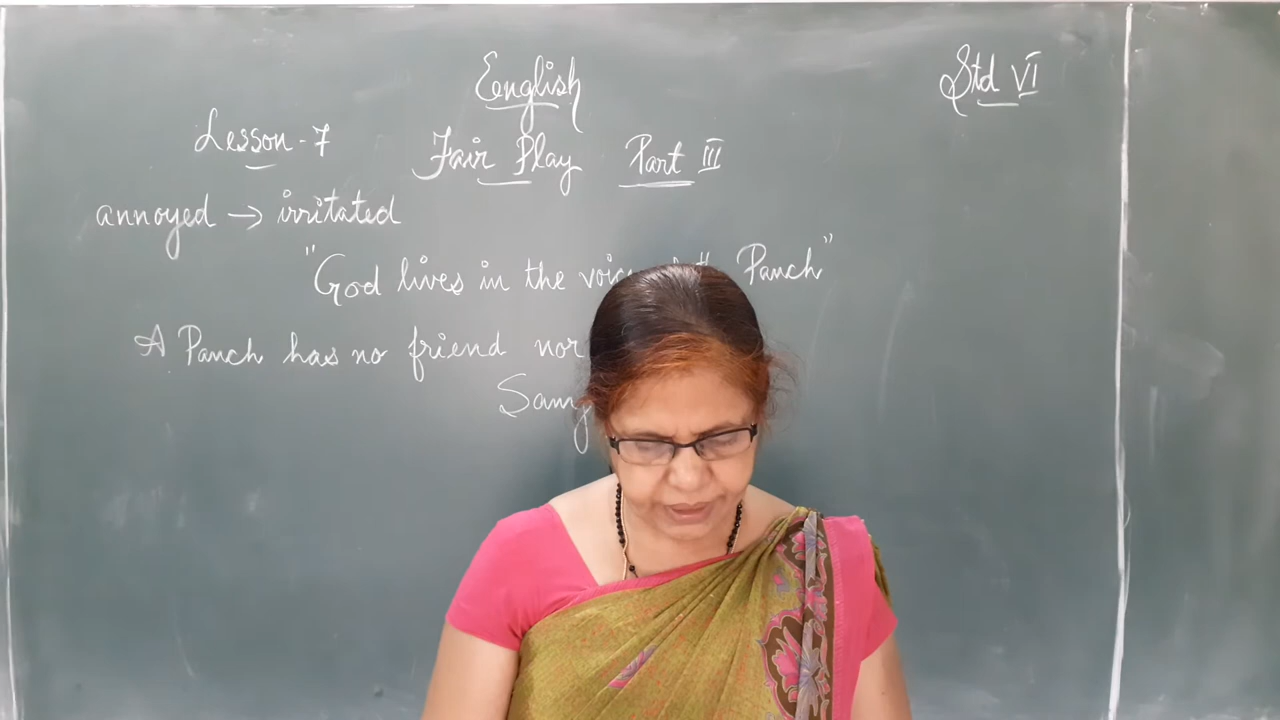 English
Std VI
Lesson-7 Fair Play Part III
annoyed → irritated
"God lives in the Panch"
A Panch has no friend nor